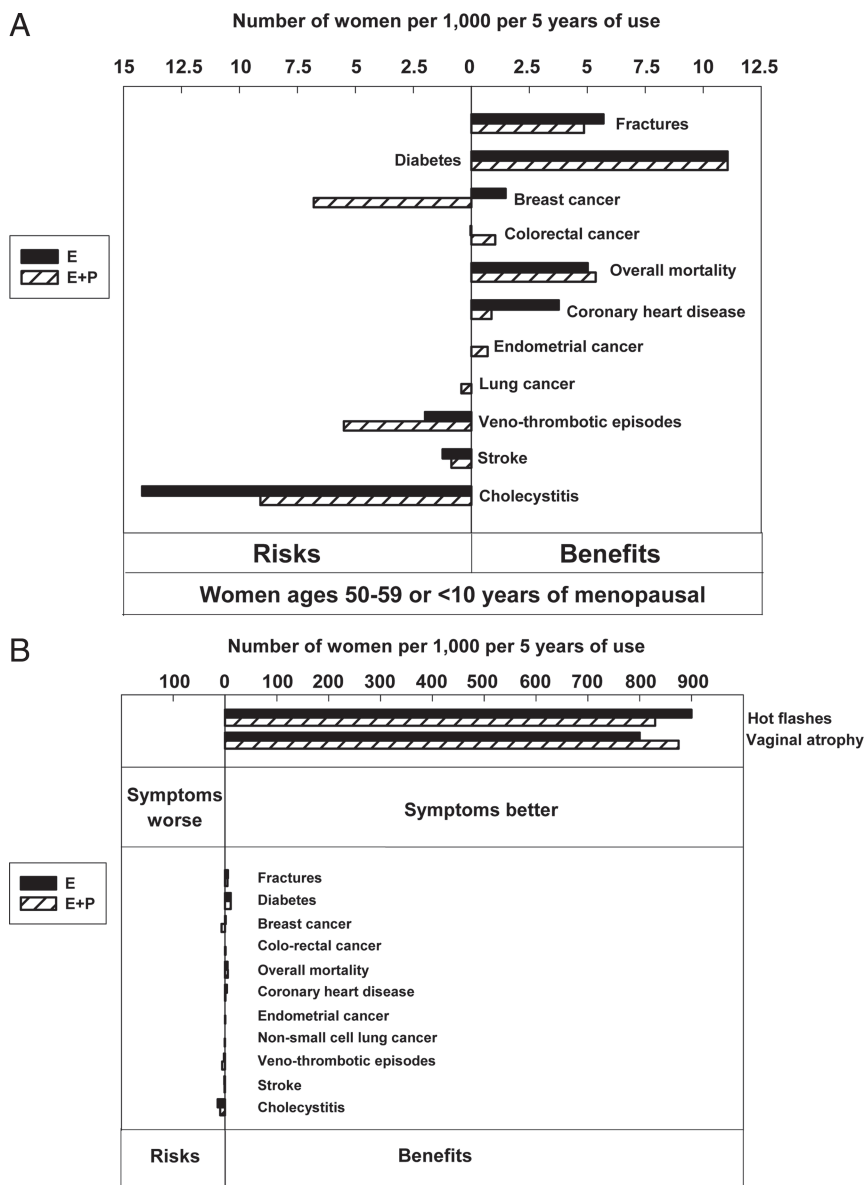 A
Number of women per 1,000 per 5 years of use
15 12.5 10 7.5 5 2.5 0 2.5 5 7.5 10 12.5
Fractures
Diabetes
Breast cancer
Colorectal cancer
E
E+P
Overall mortality
Coronary heart disease
Endometrial cancer
Lung cancer
Veno-thrombotic episodes
Stroke
Cholecystitis
Risks Benefits
Women ages 50-59 or <10 years of menopausal
B
Number of women per 1,000 per 5 years of use
100 0 100 200 300 400 500 600 700 800 900
Hot flashes
Vaginal atrophy
Symptoms
worse
Symptoms better
E
E+P
Fractures
Diabetes
Breast cancer
Colo-rectal cancer
Overall mortality
Coronary heart disease
Endometrial cancer
Non-small cell lung cancer
Veno-thrombotic episodes
Stroke
Cholecystitis
Risks Benefits